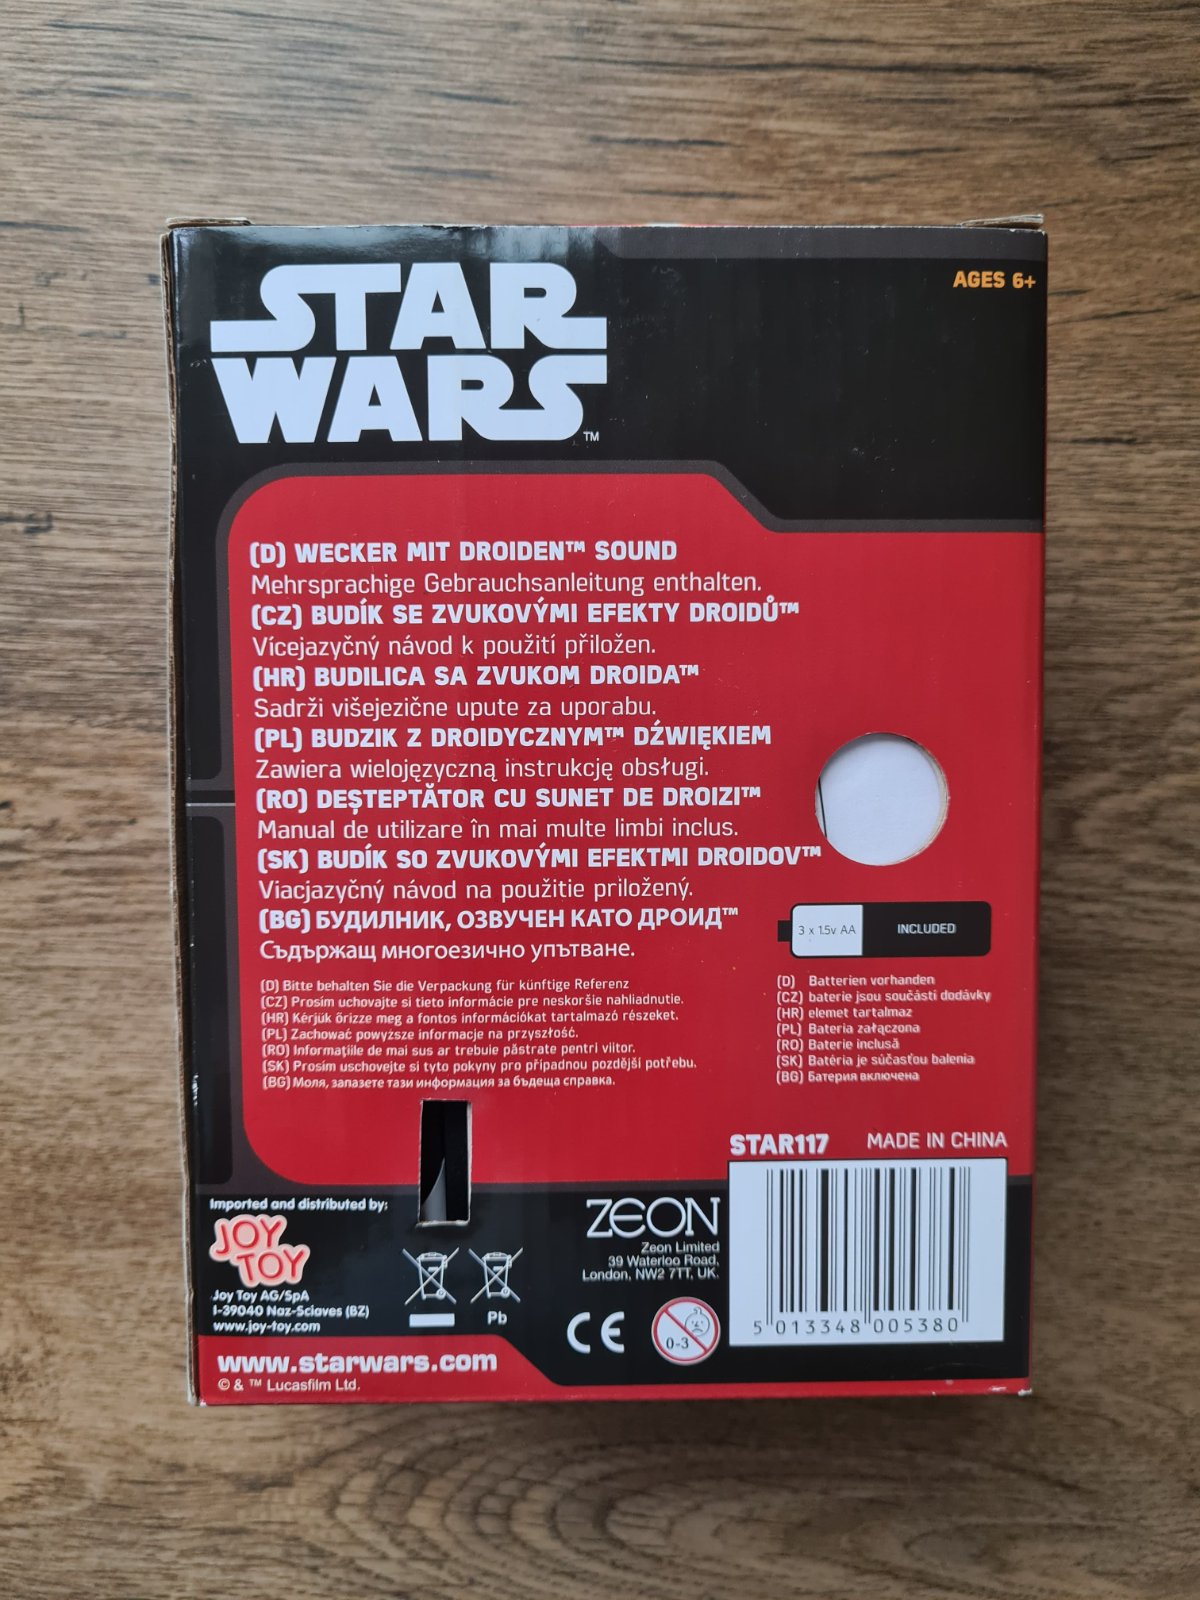 STAR
WARS™
AGES 6+
(D) WECKER MIT DROIDEN™ SOUND
Mehrsprachige Gebrauchsanleitung enthalten.
(CZ) BUDÍK SE ZVUKOVÝMI EFEKTY DROIDŮ™
Vícejazyčný návod k použití přiložen.
(HR) BUDILICA SA ZVUKOM DROIDA™
Sadrži višejezične upute za uporabu.
(PL) BUDZIK Z DROIDYCZNYM™ DŹWIĘKIEM
Zawiera wielojęzyczną instrukcję obsługi.
(RO) DEȘTEPTĂTOR CU SUNET DE DROIZI™
Manual de utilizare în mai multe limbi inclus.
(SK) BUDÍK SO ZVUKOVÝMI EFEKTMI DROIDOV™
Viacjazyčný návod na použitie priložený.
(BG) БУДИЛНИК, ОЗВУЧЕН КАТО ДРОИД™
Съдържащ многоезично упътване.
(D) Bitte behalten Sie die Verpackung für künftige Referenz
(CZ) Prosím uchovajte si tieto informácie pre neskoršie nahliadnutie.
(HR) Kérjük őrizze meg a fontos információkat tartalmazó részeket.
(PL) Zachować powyższe informacje na przyszłość.
(RO) Informațiile de mai sus ar trebuie păstrate pentri viitor.
(SK) Prosím uschovejte si tyto pokyny pro případnou pozdější potřebu.
(BG) Моля, запазете тази информация за бъдеща справка.
3 x 1.5v AA
INCLUDED
(D) Batterien vorhanden
(CZ) baterie jsou součástí dodávky
(HR) elemet tartalmaz
(PL) Bateria załączona
(RO) Baterie inclusă
(SK) Batéria je súčasťou balenia
(BG) Батерия включена
STAR117 MADE IN CHINA
5 013348 005380
Imported and distributed by:
JOY
TOY
Joy Toy AG/SpA
I-39040 Naz-Sciaves (BZ)
www.joy-toy.com
Pb
ZEON
Zeon Limited
39 Waterloo Road,
London, NW2 7TT, UK.
CE
0-3
www.starwars.com
© & ™ Lucasfilm Ltd.